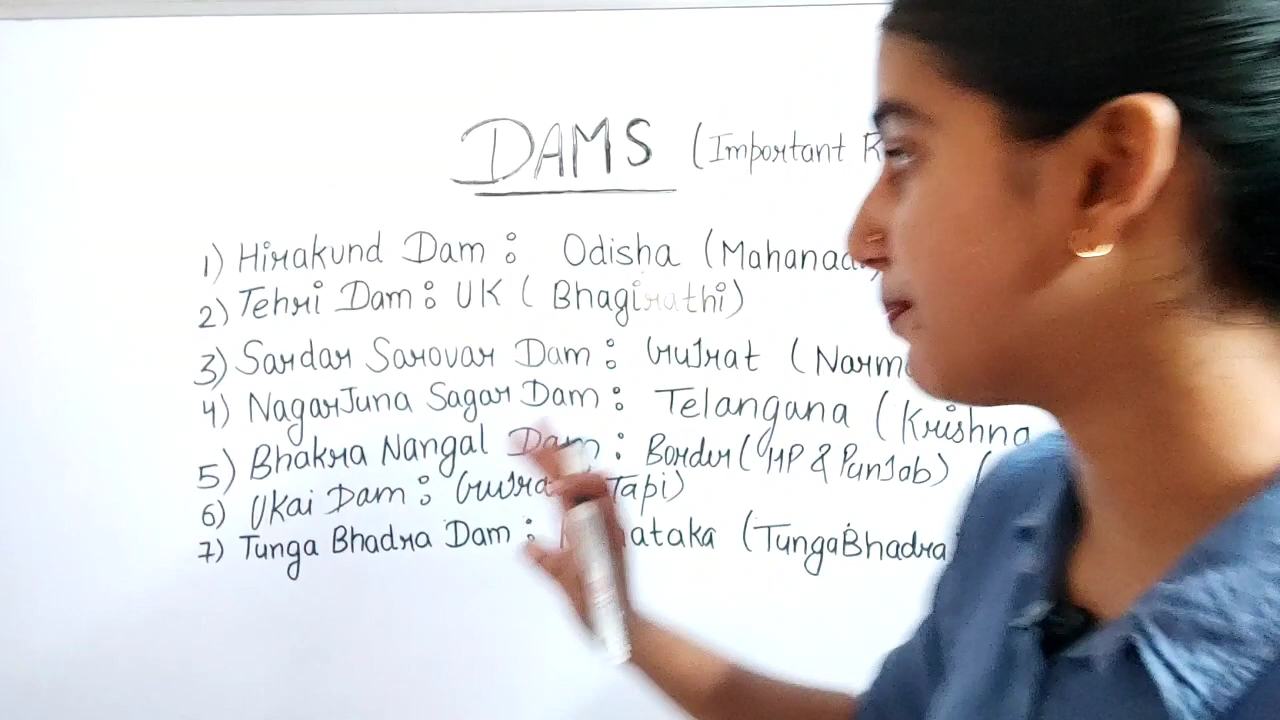 DAMS (Important R
1) Hirakund Dam : Odisha (Mahanad
2) Tehri Dam : UK ( Bhagirathi)
3) Sardar Sarovar Dam : GuJrat (Narm
4) NagarJuna Sagar Dam : Telangana (Krishna
5) Bhakra Nangal Dam : Border (HP & PunJab) (
6) Ukai Dam : GuJra Tapi)
7) Tunga Bhadra Dam : ataka (TungaBhadra